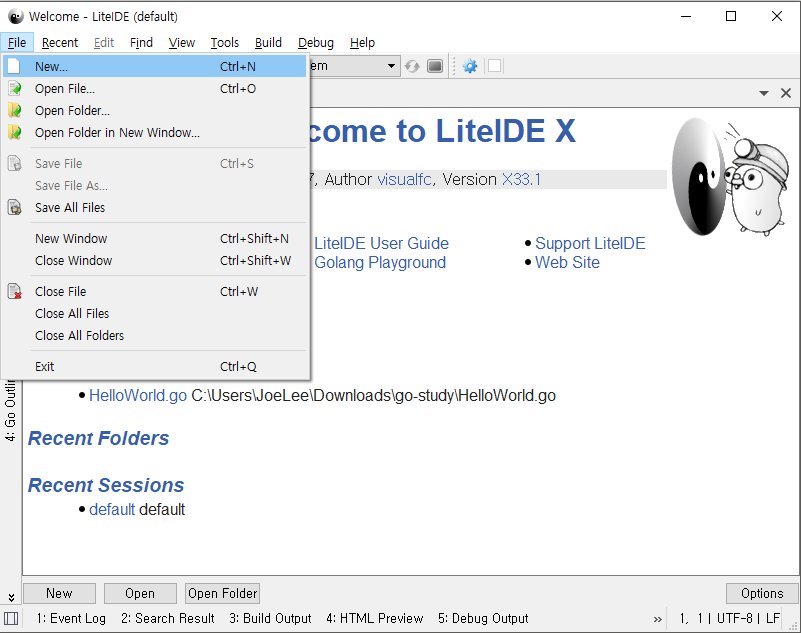 Welcome - LiteIDE (default)
File Recent Edit Find View Tools Build Debug Help
New... Ctrl+N
Open File... Ctrl+O
Open Folder...
Open Folder in New Window...
Save File Ctrl+S
Save File As...
Save All Files
New Window Ctrl+Shift+N
Close Window Ctrl+Shift+W
Close File Ctrl+W
Close All Files
Close All Folders
Exit Ctrl+Q
em
come to LiteIDE X
7, Author visualfc, Version X33.1
LiteIDE User Guide
• Support LiteIDE
Golang Playground
• Web Site
4: Go Outlin
• HelloWorld.go C:\Users\JoeLee\Downloads\go-study\HelloWorld.go
Recent Folders
Recent Sessions
• default default
New Open Open Folder Options
1: Event Log 2: Search Result 3: Build Output 4: HTML Preview 5: Debug Output » 1, 1 | UTF-8 | LF